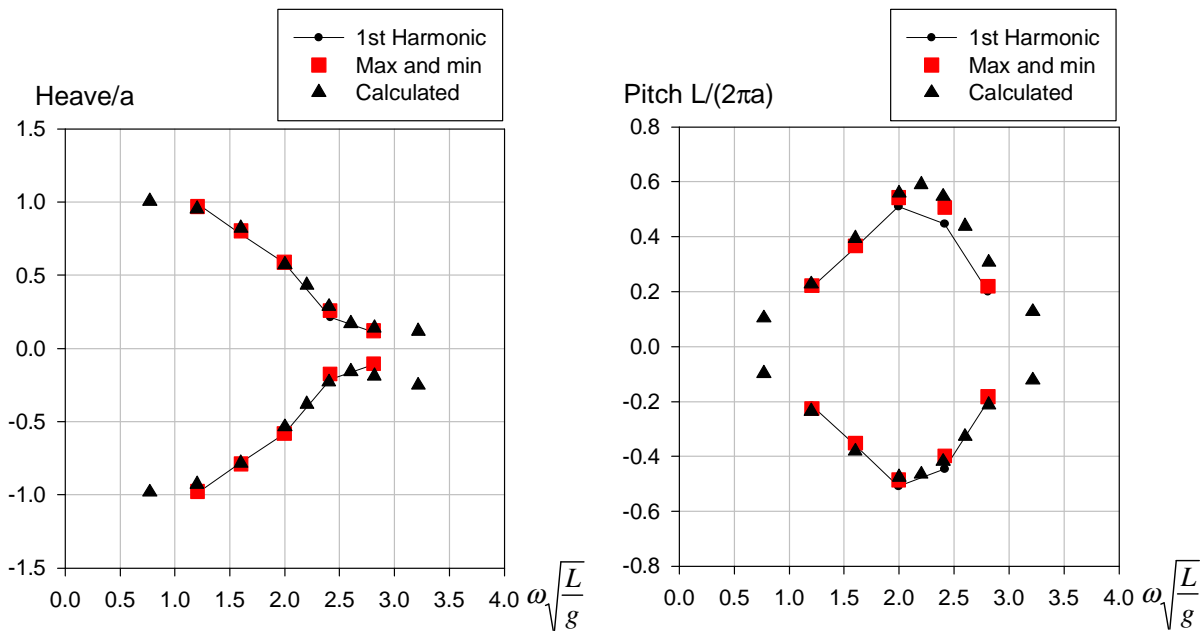 1st Harmonic
Max and min
Calculated
Heave/a
1.5
1.0
0.5
0.0
-0.5
-1.0
-1.5
0.0 0.5 1.0 1.5 2.0 2.5 3.0 3.5 4.0
ω√(L/g)
1st Harmonic
Max and min
Calculated
Pitch L/(2πa)
0.8
0.6
0.4
0.2
0.0
-0.2
-0.4
-0.6
-0.8
0.0 0.5 1.0 1.5 2.0 2.5 3.0 3.5 4.0
ω√(L/g)